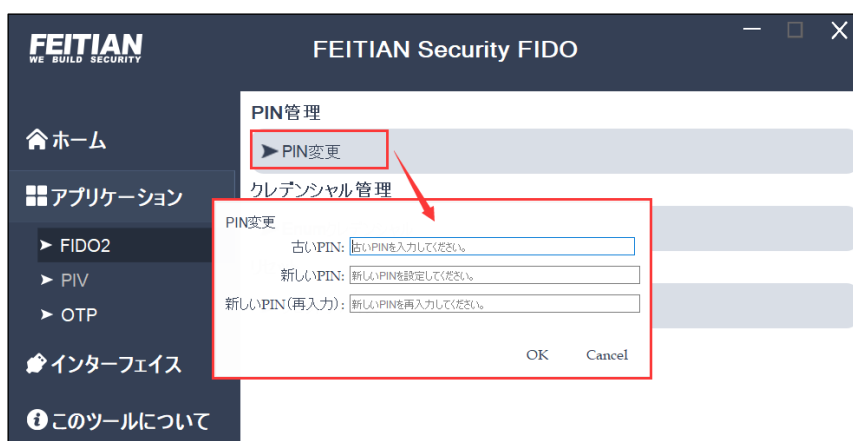 FEITIAN
WE BUILD SECURITY
FEITIAN Security FIDO
ホーム
アプリケーション
FIDO2
PIV
OTP
インターフェイス
このツールについて
PIN管理
PIN変更
クレデンシャル管理
PIN変更
古いPIN: 古いPINを入力してください。
新しいPIN: 新しいPINを設定してください。
新しいPIN(再入力): 新しいPINを再入力してください。
OK Cancel